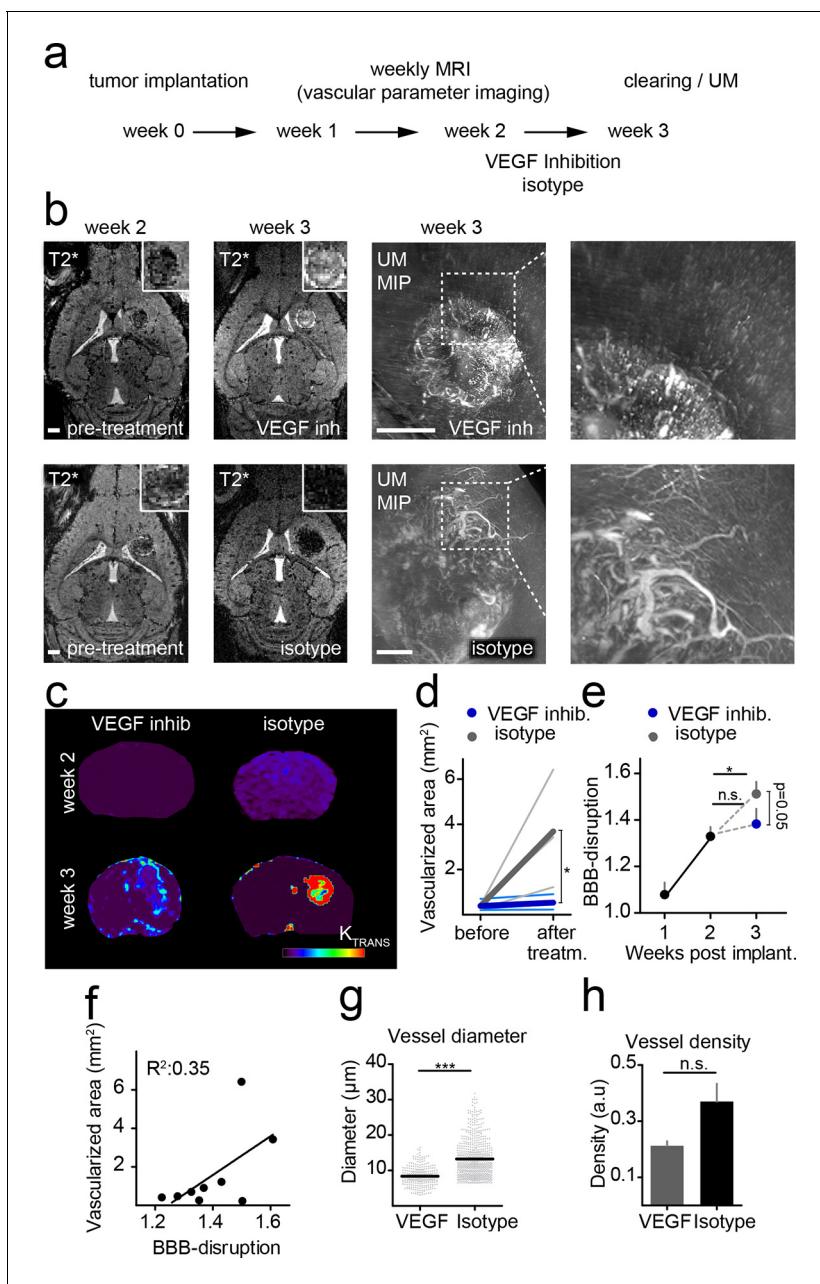 a
tumor implantation
weekly MRI
(vascular parameter imaging)
clearing / UM
week 0
week 1
week 2
week 3
VEGF Inhibition
isotype
b
week 2
week 3
week 3
T2*
pre-treatment
T2*
VEGF inh
UM
MIP
VEGF inh
T2*
pre-treatment
T2*
isotype
UM
MIP
isotype
c
VEGF inhib
isotype
week 2
week 3
KTRANS
d
VEGF inhib.
isotype
Vascularized area (mm²)
6
4
2
*
before
after
treatm.
e
VEGF inhib.
isotype
BBB-disruption
1.6
1.4
1.2
1.0
*
n.s.
p=0.05
1 2 3
Weeks post implant.
f
Vascularized area (mm²)
R²:0.35
6
4
2
1.2 1.4 1.6
BBB-disruption
g
Vessel diameter
Diameter (µm)
40
30
20
10
***
VEGF Isotype
h
Vessel density
Density (a.u)
0.5
0.3
0.1
n.s.
VEGF Isotype